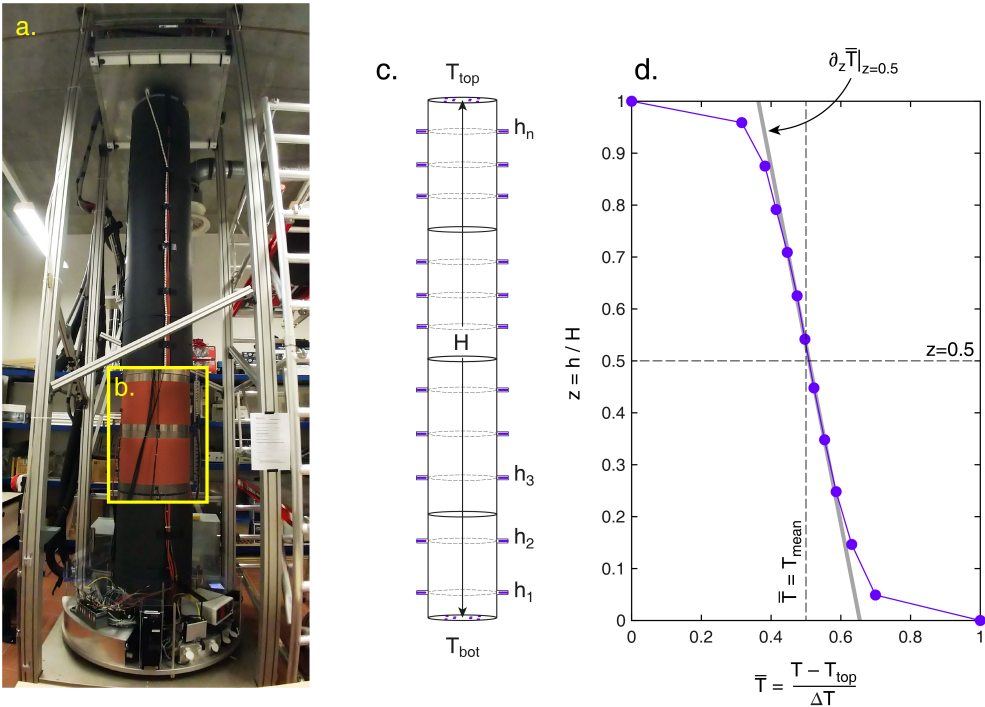 a.
b.
c.
T_top
h_n
H
h_3
h_2
h_1
T_bot
d.
∂_z T̿|_z=0.5
1
0.9
0.8
0.7
0.6
0.5
0.4
0.3
0.2
0.1
0
z = h / H
z=0.5
T̿ = T_mean
0
0.2
0.4
0.6
0.8
1
T̿ = (T − T_top) / ΔT